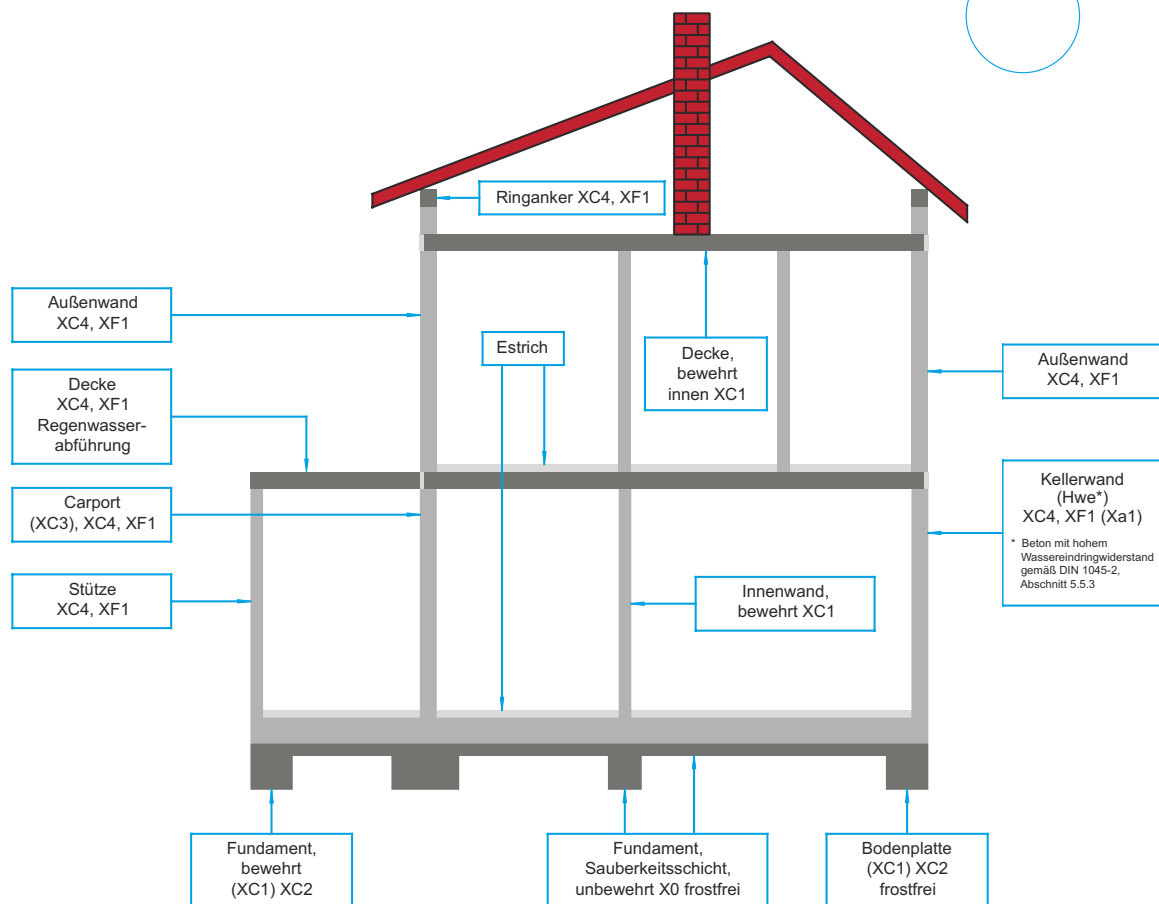 Ringanker XC4, XF1
Außenwand
XC4, XF1
Estrich
Decke,
bewehrt
innen XC1
Außenwand
XC4, XF1
Decke
XC4, XF1
Regenwasser-
abführung
Carport
(XC3), XC4, XF1
Kellerwand
(Hwe*)
XC4, XF1 (Xa1)
* Beton mit hohem
Wassereindringwiderstand
gemäß DIN 1045-2,
Abschnitt 5.5.3
Stütze
XC4, XF1
Innenwand,
bewehrt XC1
Fundament,
bewehrt
(XC1) XC2
Fundament,
Sauberkeitsschicht,
unbewehrt X0 frostfrei
Bodenplatte
(XC1) XC2
frostfrei